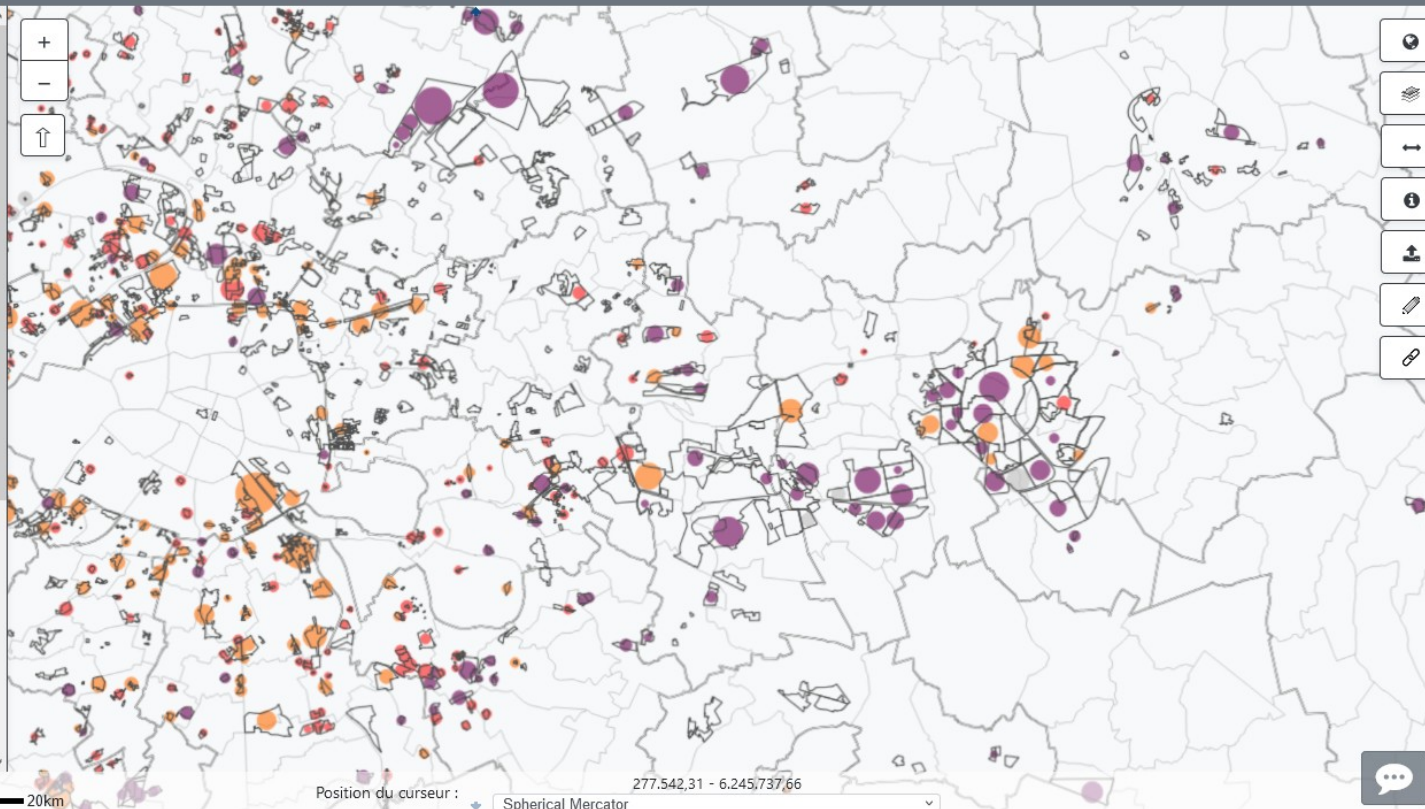 +
−
⇧
277.542,31 - 6.245.737,66
Position du curseur :
Spherical Mercator
20km